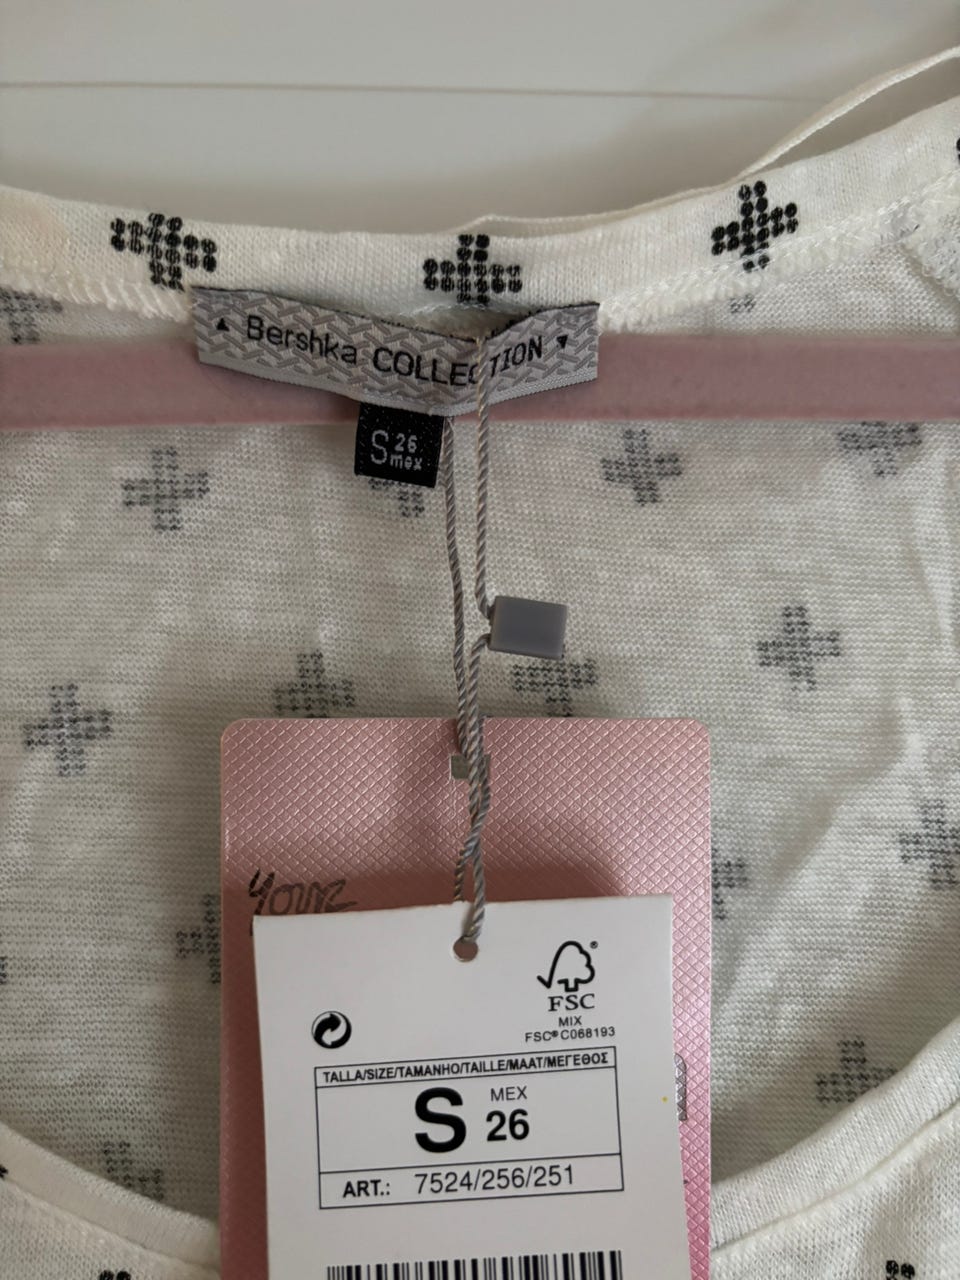 ▲ Bershka COLLECTION ▼
S 26
mex
your
FSC®
MIX
FSC® C068193
TALLA/SIZE/TAMANHO/TAILLE/MAAT/ΜΕΓΕΘΟΣ
S MEX
26
ART.: 7524/256/251